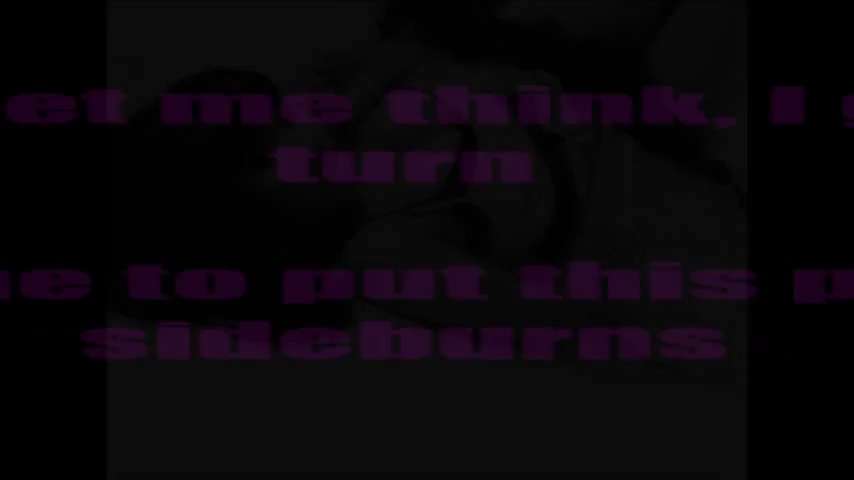 et me think, I g
turn
e to put this p
sideburns